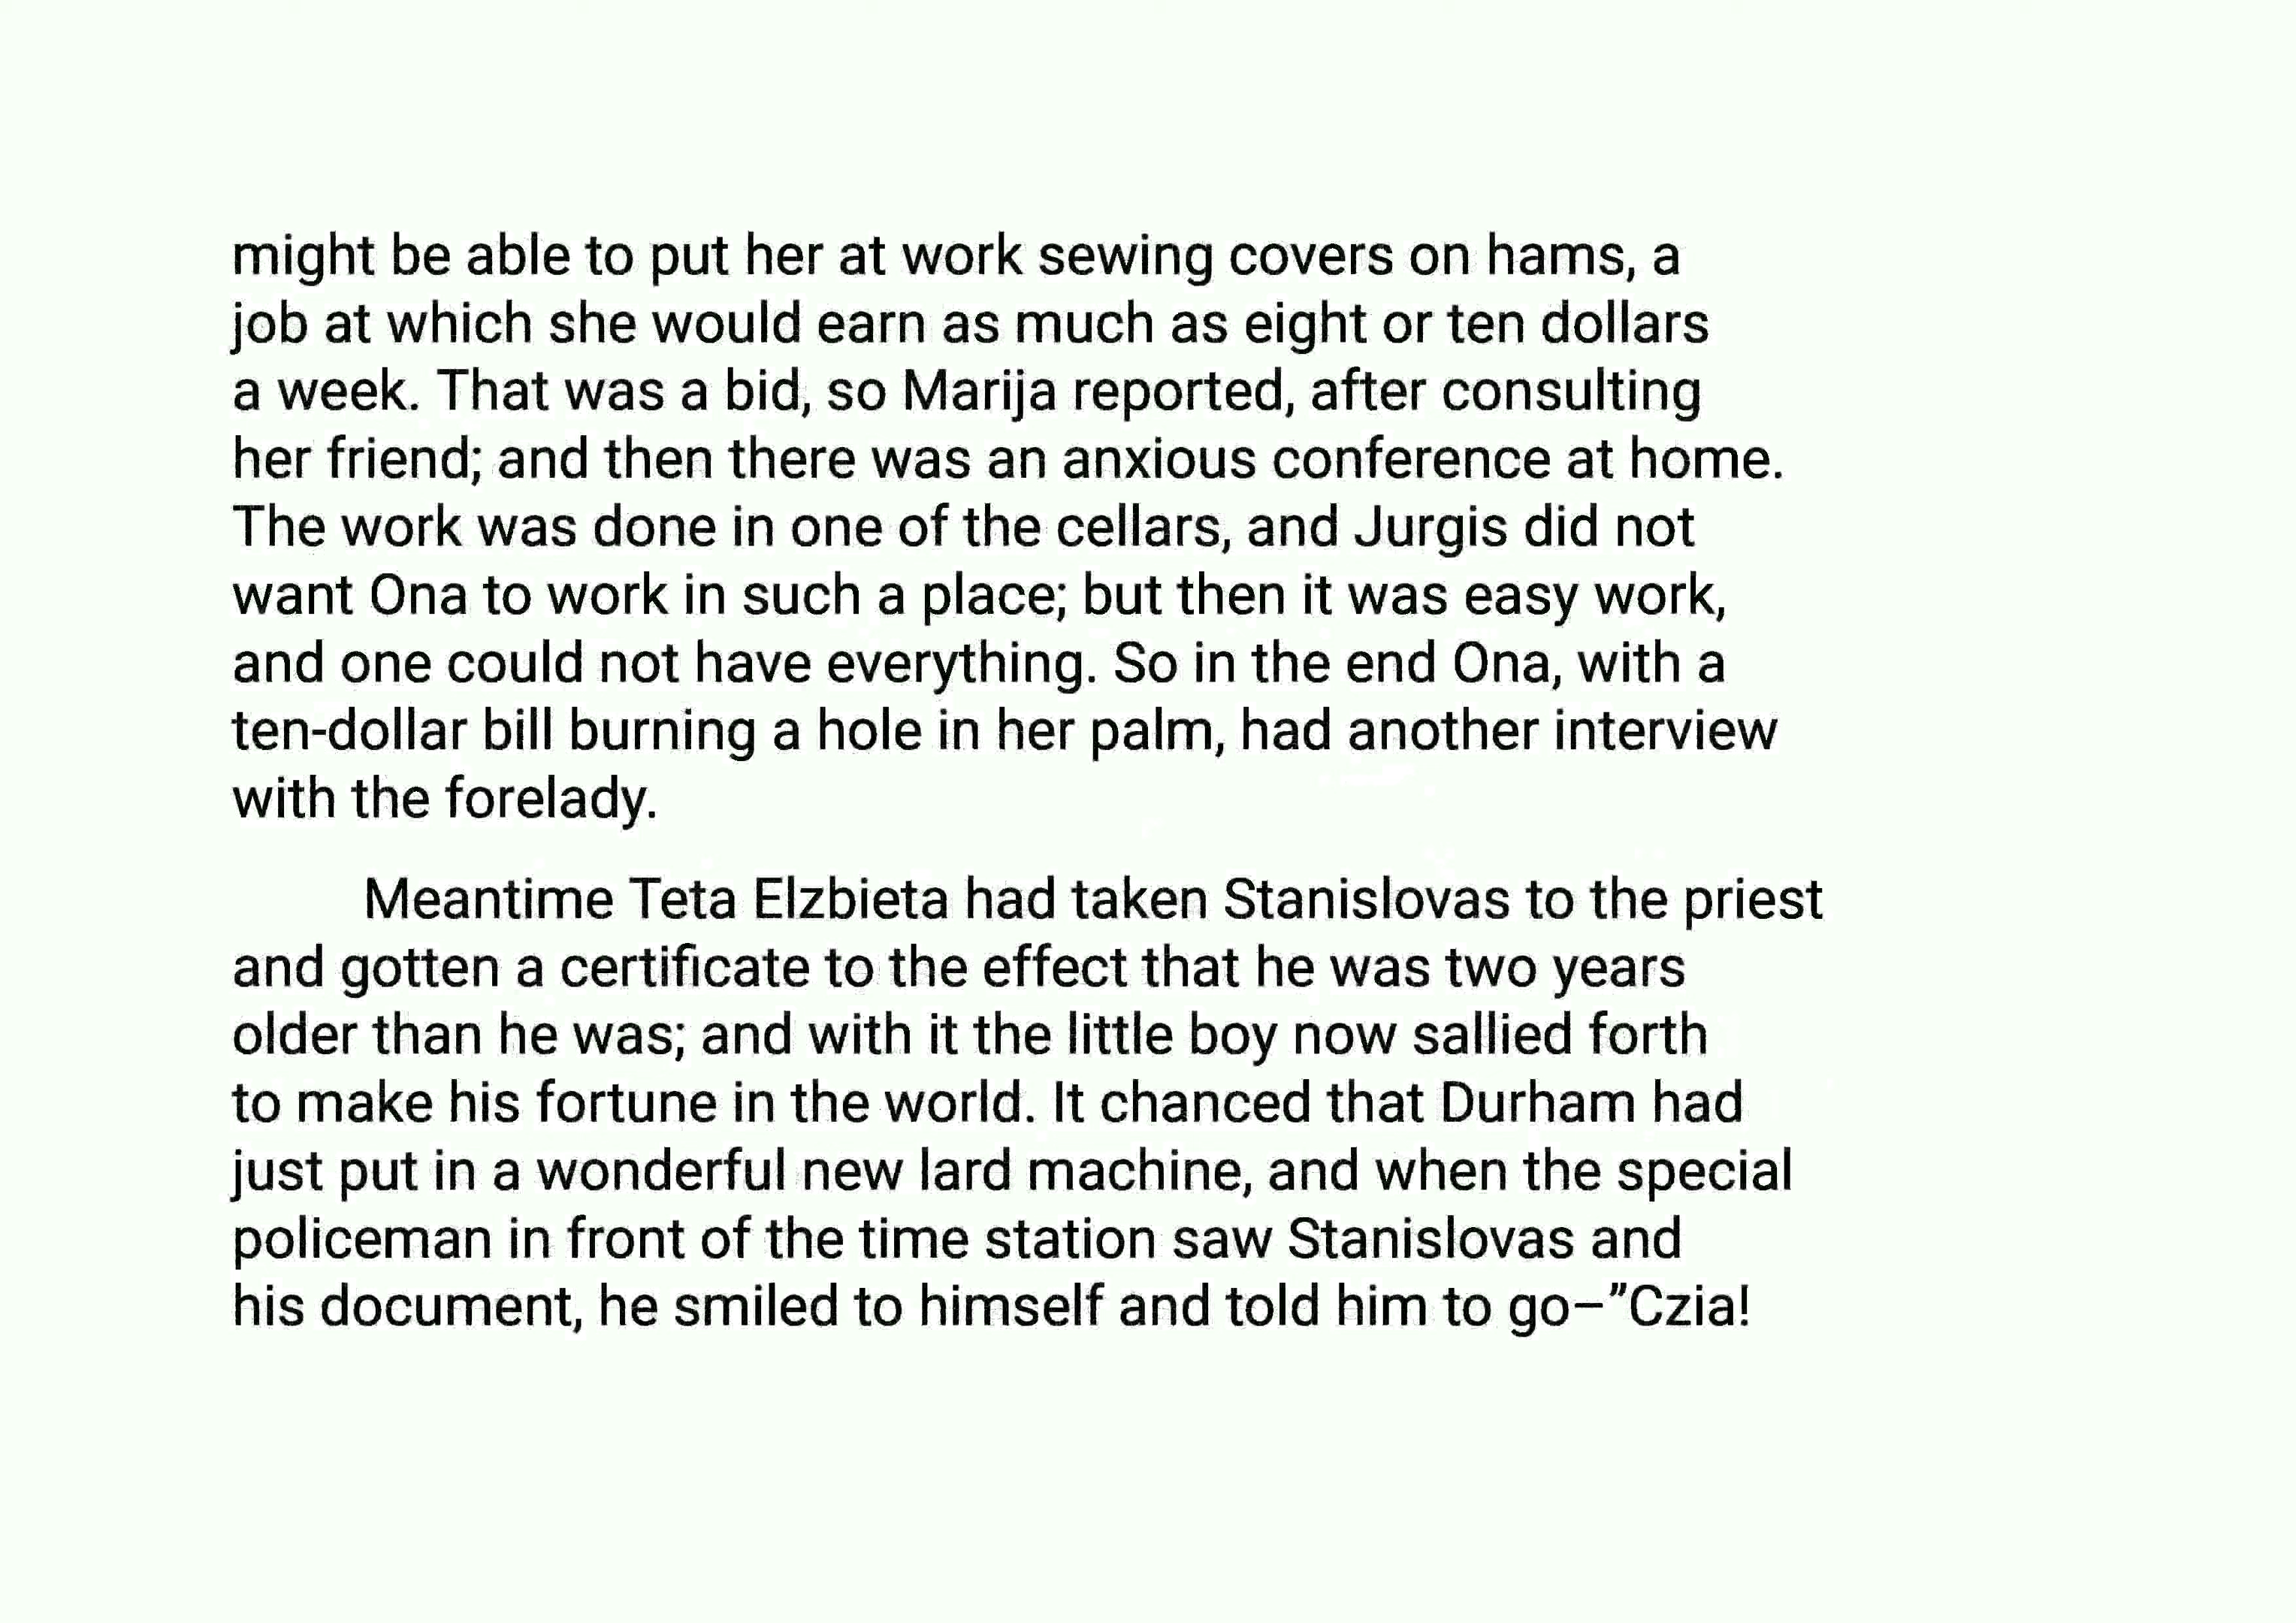 might be able to put her at work sewing covers on hams, a
job at which she would earn as much as eight or ten dollars
a week. That was a bid, so Marija reported, after consulting
her friend; and then there was an anxious conference at home.
The work was done in one of the cellars, and Jurgis did not
want Ona to work in such a place; but then it was easy work,
and one could not have everything. So in the end Ona, with a
ten-dollar bill burning a hole in her palm, had another interview
with the forelady.
Meantime Teta Elzbieta had taken Stanislovas to the priest
and gotten a certificate to the effect that he was two years
older than he was; and with it the little boy now sallied forth
to make his fortune in the world. It chanced that Durham had
just put in a wonderful new lard machine, and when the special
policeman in front of the time station saw Stanislovas and
his document, he smiled to himself and told him to go–”Czia!